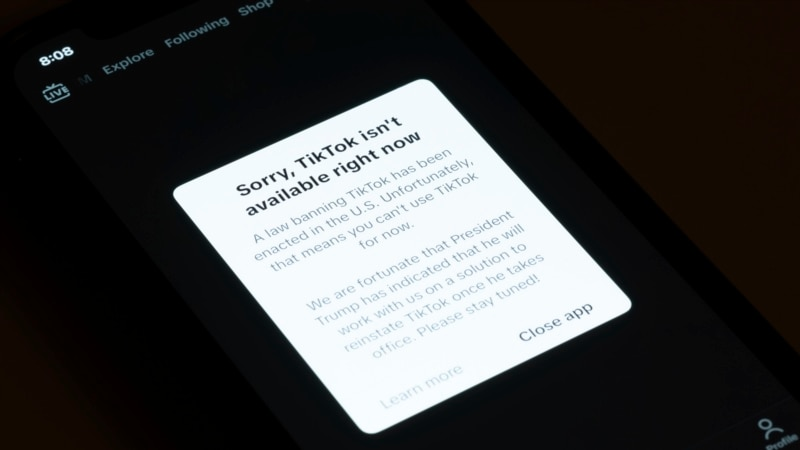 8:08
LIVE
Explore Following Shop
Sorry, TikTok isn't
available right now
A law banning TikTok has been
enacted in the U.S. Unfortunately,
that means you can't use TikTok
for now.
We are fortunate that President
Trump has indicated that he will
work with us on a solution to
reinstate TikTok once he takes
office. Please stay tuned!
Learn more
Close app
Profile